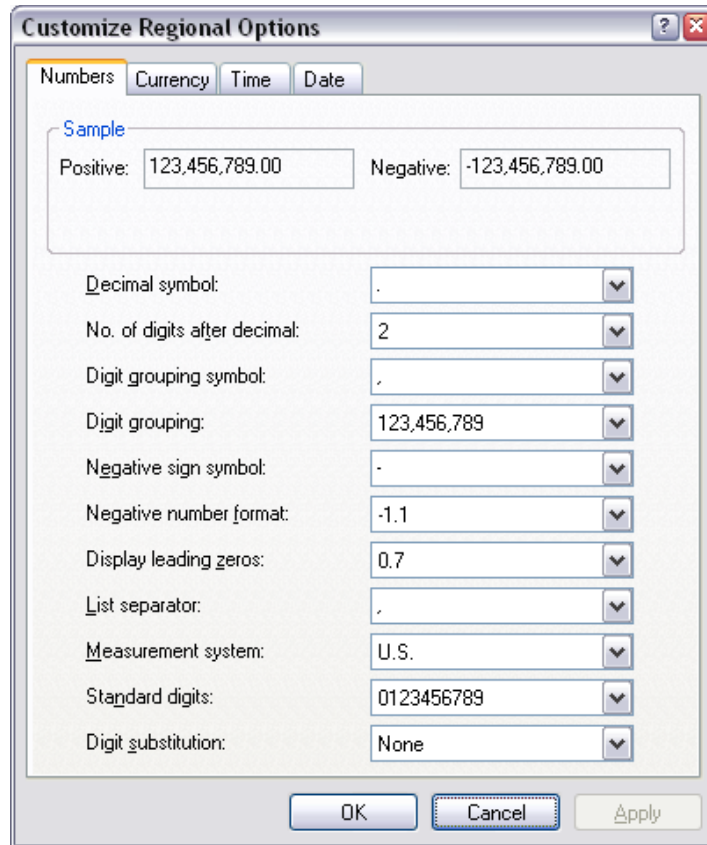 Customize Regional Options
Numbers Currency Time Date
Sample
Positive: 123,456,789.00 Negative: -123,456,789.00
Decimal symbol: .
No. of digits after decimal: 2
Digit grouping symbol: ,
Digit grouping: 123,456,789
Negative sign symbol: -
Negative number format: -1.1
Display leading zeros: 0.7
List separator: ,
Measurement system: U.S.
Standard digits: 0123456789
Digit substitution: None
OK Cancel Apply